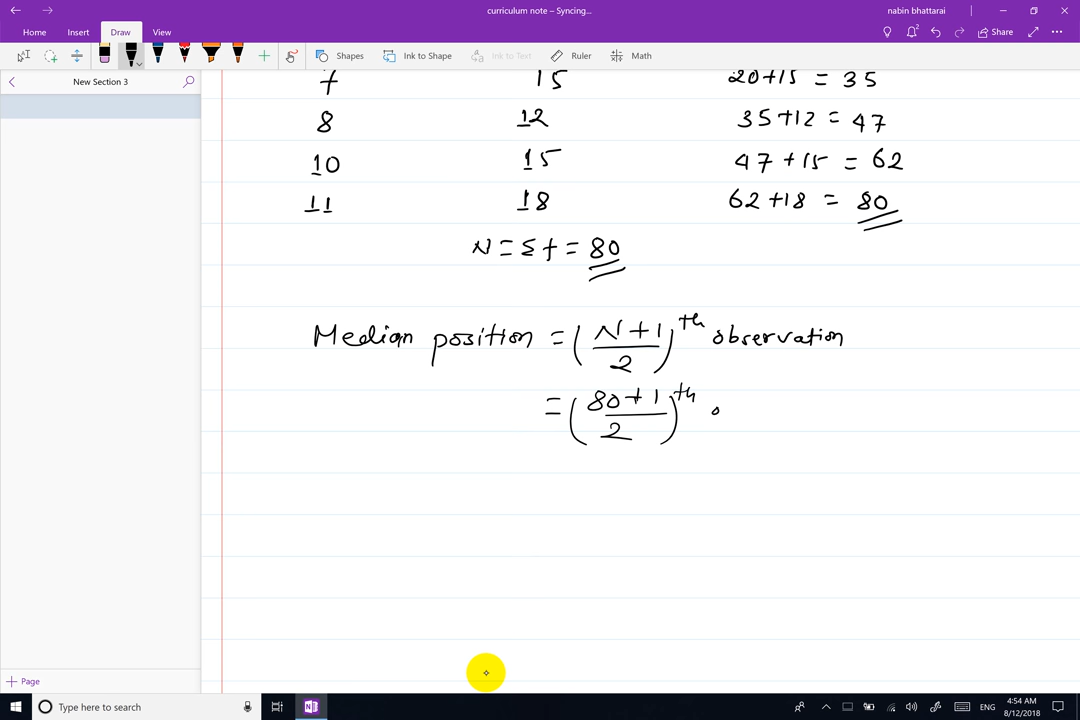 curriculum note – Syncing...
nabin bhattarai
Home Insert Draw View
Share
Shapes Ink to Shape Ink to Text Ruler Math
New Section 3
7 15 20+15 = 35
8 12 35+12 = 47
10 15 47+15 = 62
11 18 62+18 = 80
N = Σf = 80
Median position = (N+1/2)th observation
= (80+1/2)th
+ Page
Type here to search
ENG
4:54 AM
8/12/2018